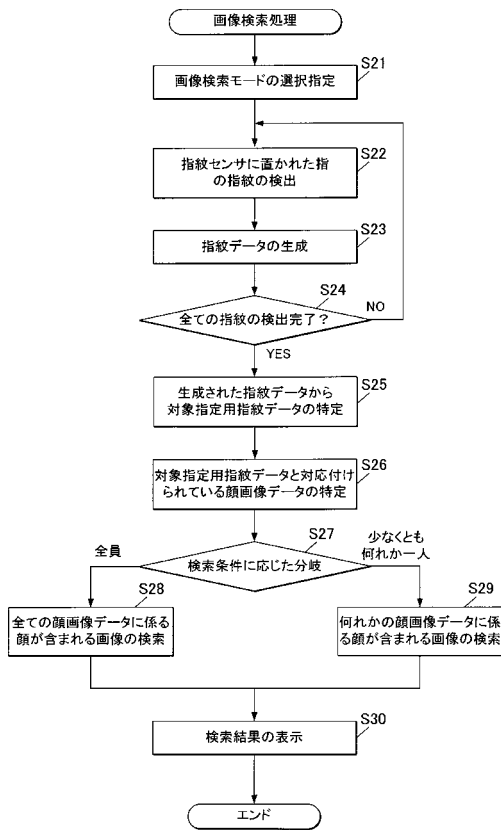 画像検索処理
S21
画像検索モードの選択指定
S22
指紋センサに置かれた指
の指紋の検出
S23
指紋データの生成
S24
全ての指紋の検出完了？
NO
YES
S25
生成された指紋データから
対象指定用指紋データの特定
S26
対象指定用指紋データと対応付け
られている顔画像データの特定
S27
検索条件に応じた分岐
全員
少なくとも
何れか一人
S28
全ての顔画像データに係る
顔が含まれる画像の検索
S29
何れかの顔画像データに係
る顔が含まれる画像の検索
S30
検索結果の表示
エンド